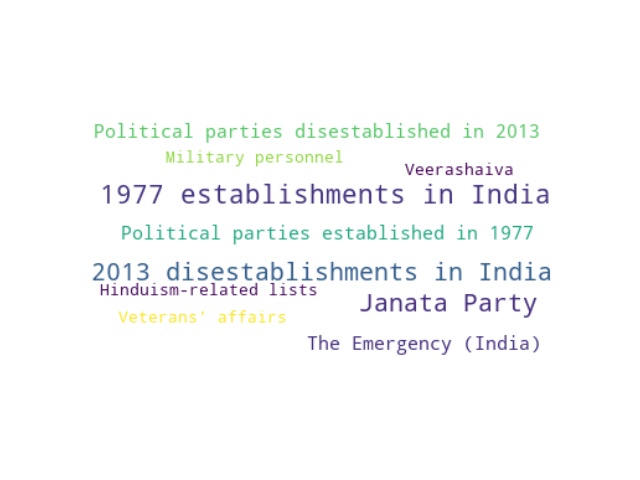 Political parties disestablished in 2013
Military personnel
Veerashaiva
1977 establishments in India
Political parties established in 1977
2013 disestablishments in India
Hinduism-related lists
Janata Party
Veterans' affairs
The Emergency (India)